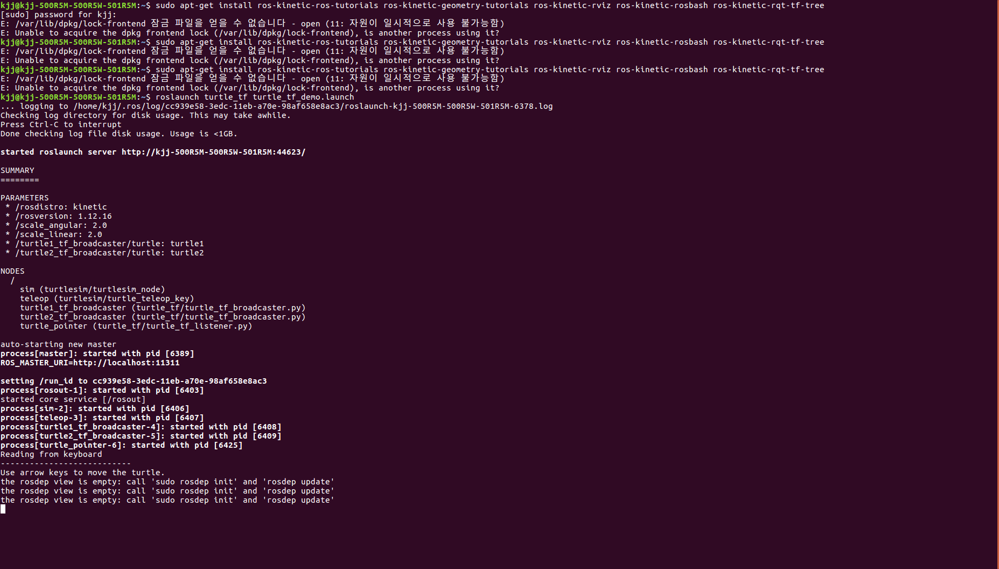 kjj@kjj-500R5M-500R5W-501R5M:~$ sudo apt-get install ros-kinetic-ros-tutorials ros-kinetic-geometry-tutorials ros-kinetic-rviz ros-kinetic-rosbash ros-kinetic-rqt-tf-tree
[sudo] password for kjj:
E: /var/lib/dpkg/lock-frontend 잠금 파일을 얻을 수 없습니다 - open (11: 자원이 일시적으로 사용 불가능함)
E: Unable to acquire the dpkg frontend lock (/var/lib/dpkg/lock-frontend), is another process using it?
kjj@kjj-500R5M-500R5W-501R5M:~$ sudo apt-get install ros-kinetic-ros-tutorials ros-kinetic-geometry-tutorials ros-kinetic-rviz ros-kinetic-rosbash ros-kinetic-rqt-tf-tree
E: /var/lib/dpkg/lock-frontend 잠금 파일을 얻을 수 없습니다 - open (11: 자원이 일시적으로 사용 불가능함)
E: Unable to acquire the dpkg frontend lock (/var/lib/dpkg/lock-frontend), is another process using it?
kjj@kjj-500R5M-500R5W-501R5M:~$ sudo apt-get install ros-kinetic-ros-tutorials ros-kinetic-geometry-tutorials ros-kinetic-rviz ros-kinetic-rosbash ros-kinetic-rqt-tf-tree
E: /var/lib/dpkg/lock-frontend 잠금 파일을 얻을 수 없습니다 - open (11: 자원이 일시적으로 사용 불가능함)
E: Unable to acquire the dpkg frontend lock (/var/lib/dpkg/lock-frontend), is another process using it?
kjj@kjj-500R5M-500R5W-501R5M:~$ roslaunch turtle_tf turtle_tf_demo.launch
... logging to /home/kjj/.ros/log/cc939e58-3edc-11eb-a70e-98af658e8ac3/roslaunch-kjj-500R5M-500R5W-501R5M-6378.log
Checking log directory for disk usage. This may take awhile.
Press Ctrl-C to interrupt
Done checking log file disk usage. Usage is <1GB.
started roslaunch server http://kjj-500R5M-500R5W-501R5M:44623/
SUMMARY
========
PARAMETERS
* /rosdistro: kinetic
* /rosversion: 1.12.16
* /scale_angular: 2.0
* /scale_linear: 2.0
* /turtle1_tf_broadcaster/turtle: turtle1
* /turtle2_tf_broadcaster/turtle: turtle2
NODES
/
sim (turtlesim/turtlesim_node)
teleop (turtlesim/turtle_teleop_key)
turtle1_tf_broadcaster (turtle_tf/turtle_tf_broadcaster.py)
turtle2_tf_broadcaster (turtle_tf/turtle_tf_broadcaster.py)
turtle_pointer (turtle_tf/turtle_tf_listener.py)
auto-starting new master
process[master]: started with pid [6389]
ROS_MASTER_URI=http://localhost:11311
setting /run_id to cc939e58-3edc-11eb-a70e-98af658e8ac3
process[rosout-1]: started with pid [6403]
started core service [/rosout]
process[sim-2]: started with pid [6406]
process[teleop-3]: started with pid [6407]
process[turtle1_tf_broadcaster-4]: started with pid [6408]
process[turtle2_tf_broadcaster-5]: started with pid [6409]
process[turtle_pointer-6]: started with pid [6425]
Reading from keyboard
---------------------------
Use arrow keys to move the turtle.
the rosdep view is empty: call 'sudo rosdep init' and 'rosdep update'
the rosdep view is empty: call 'sudo rosdep init' and 'rosdep update'
the rosdep view is empty: call 'sudo rosdep init' and 'rosdep update'